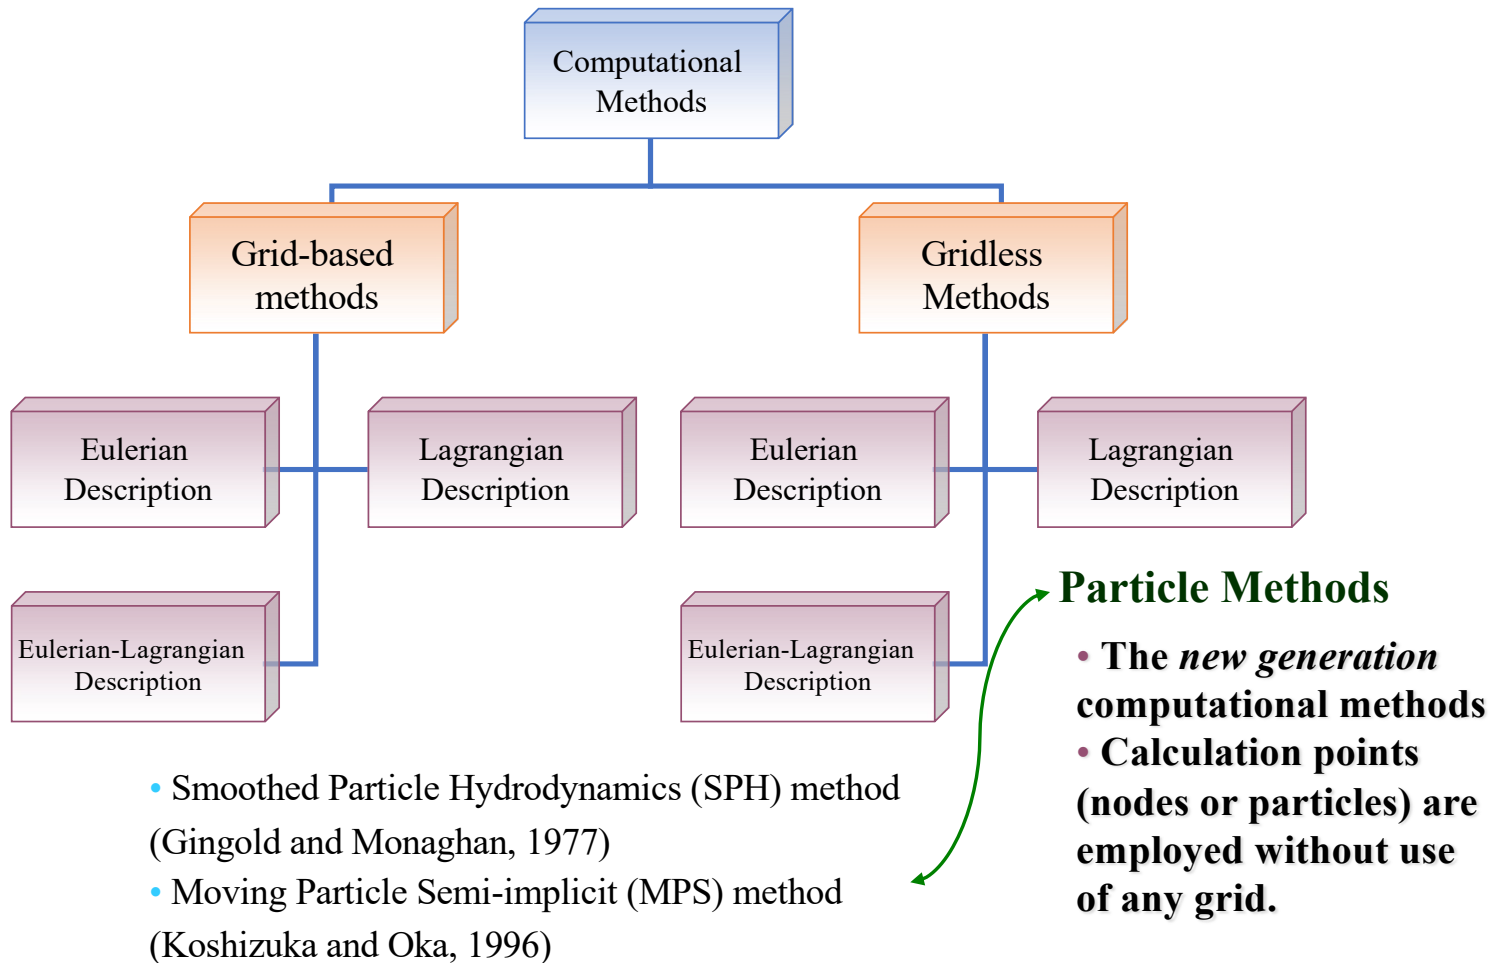 Computational
Methods
Grid-based
methods
Gridless
Methods
Eulerian
Description
Lagrangian
Description
Eulerian
Description
Lagrangian
Description
Eulerian-Lagrangian
Description
Eulerian-Lagrangian
Description
Particle Methods
• The new generation
computational methods
• Calculation points
(nodes or particles) are
employed without use
of any grid.
• Smoothed Particle Hydrodynamics (SPH) method
(Gingold and Monaghan, 1977)
• Moving Particle Semi-implicit (MPS) method
(Koshizuka and Oka, 1996)